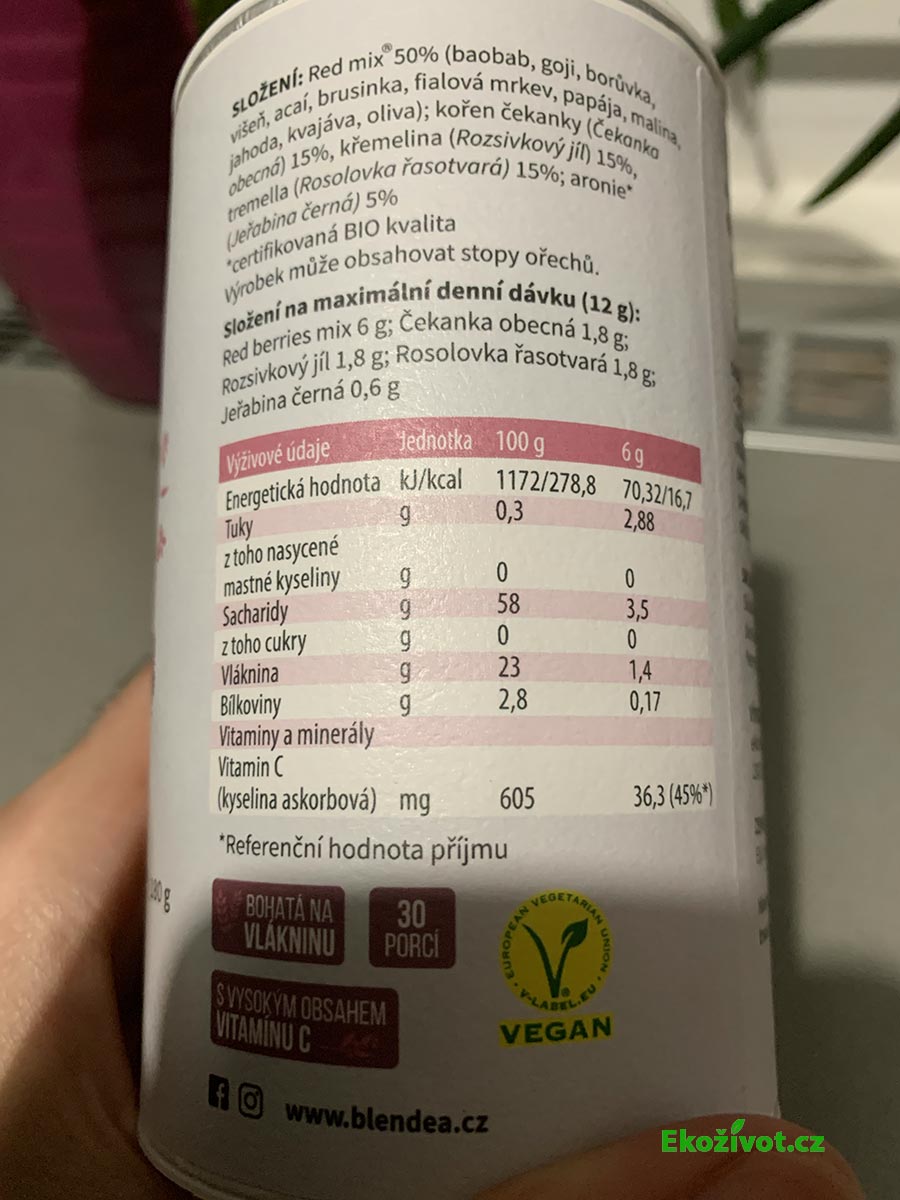 SLOŽENÍ: Red mix® 50% (baobab, goji, borůvka,
višeň, acaí, brusinka, fialová mrkev, papája, malina,
jahoda, kvajáva, oliva); kořen čekanky (Čekanka
obecná) 15%, křemelina (Rozsivkový jíl) 15%,
tremella (Rosolovka řasotvará) 15%; aronie*
(Jeřabina černá) 5%
*certifikovaná BIO kvalita
Výrobek může obsahovat stopy ořechů.
Složení na maximální denní dávku (12 g):
Red berries mix 6 g; Čekanka obecná 1,8 g;
Rozsivkový jíl 1,8 g; Rosolovka řasotvará 1,8 g;
Jeřabina černá 0,6 g
Výživové údaje Jednotka 100 g 6 g
Energetická hodnota kJ/kcal 1172/278,8 70,32/16,7
Tuky g 0,3 2,88
z toho nasycené
mastné kyseliny g 0 0
Sacharidy g 58 3,5
z toho cukry g 0 0
Vláknina g 23 1,4
Bílkoviny g 2,8 0,17
Vitaminy a minerály
Vitamin C
(kyselina askorbová) mg 605 36,3 (45%*)
*Referenční hodnota příjmu
BOHATÁ NA
VLÁKNINU
30
PORCÍ
EUROPEAN VEGETARIAN UNION
V-LABEL.EU
VEGAN
S VYSOKÝM OBSAHEM
VITAMÍNU C
www.blendea.cz
Ekoživot.cz